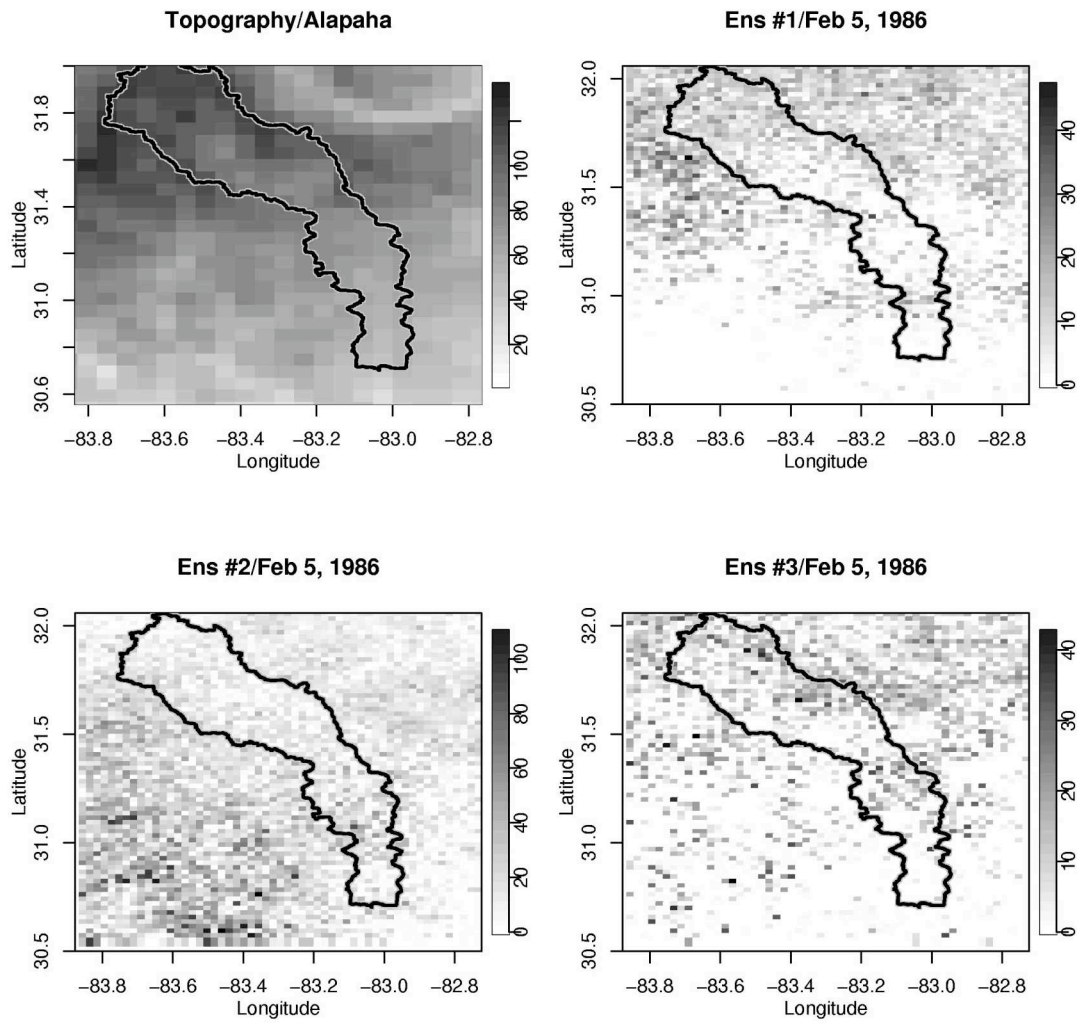 Topography/Alapaha
Latitude
30.6 31.0 31.4 31.8
20 40 60 80 100
−83.8 −83.6 −83.4 −83.2 −83.0 −82.8
Longitude
Ens #1/Feb 5, 1986
Latitude
30.5 31.0 31.5 32.0
0 10 20 30 40
−83.8 −83.6 −83.4 −83.2 −83.0 −82.8
Longitude
Ens #2/Feb 5, 1986
Latitude
30.5 31.0 31.5 32.0
0 20 40 60 80 100
−83.8 −83.6 −83.4 −83.2 −83.0 −82.8
Longitude
Ens #3/Feb 5, 1986
Latitude
30.5 31.0 31.5 32.0
0 10 20 30 40
−83.8 −83.6 −83.4 −83.2 −83.0 −82.8
Longitude